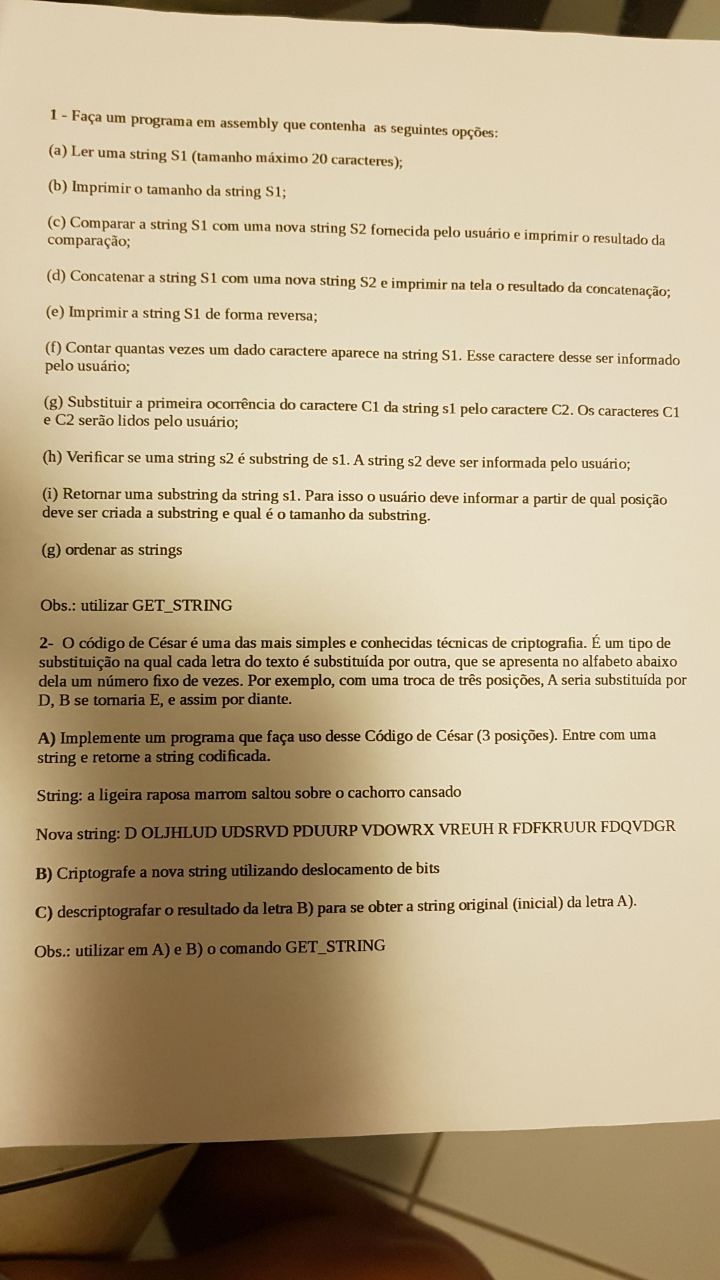 1 - Faça um programa em assembly que contenha as seguintes opções:
(a) Ler uma string S1 (tamanho máximo 20 caracteres);
(b) Imprimir o tamanho da string S1;
(c) Comparar a string S1 com uma nova string S2 fornecida pelo usuário e imprimir o resultado da
comparação;
(d) Concatenar a string S1 com uma nova string S2 e imprimir na tela o resultado da concatenação;
(e) Imprimir a string S1 de forma reversa;
(f) Contar quantas vezes um dado caractere aparece na string S1. Esse caractere desse ser informado
pelo usuário;
(g) Substituir a primeira ocorrência do caractere C1 da string s1 pelo caractere C2. Os caracteres C1
e C2 serão lidos pelo usuário;
(h) Verificar se uma string s2 é substring de s1. A string s2 deve ser informada pelo usuário;
(i) Retornar uma substring da string s1. Para isso o usuário deve informar a partir de qual posição
deve ser criada a substring e qual é o tamanho da substring.
(g) ordenar as strings
Obs.: utilizar GET_STRING
2- O código de César é uma das mais simples e conhecidas técnicas de criptografia. É um tipo de
substituição na qual cada letra do texto é substituída por outra, que se apresenta no alfabeto abaixo
dela um número fixo de vezes. Por exemplo, com uma troca de três posições, A seria substituída por
D, B se tornaria E, e assim por diante.
A) Implemente um programa que faça uso desse Código de César (3 posições). Entre com uma
string e retorne a string codificada.
String: a ligeira raposa marrom saltou sobre o cachorro cansado
Nova string: D OLJHLUD UDSRVD PDUURP VDOWRX VREUH R FDFKRUUR FDQVDGR
B) Criptografe a nova string utilizando deslocamento de bits
C) descriptografar o resultado da letra B) para se obter a string original (inicial) da letra A).
Obs.: utilizar em A) e B) o comando GET_STRING